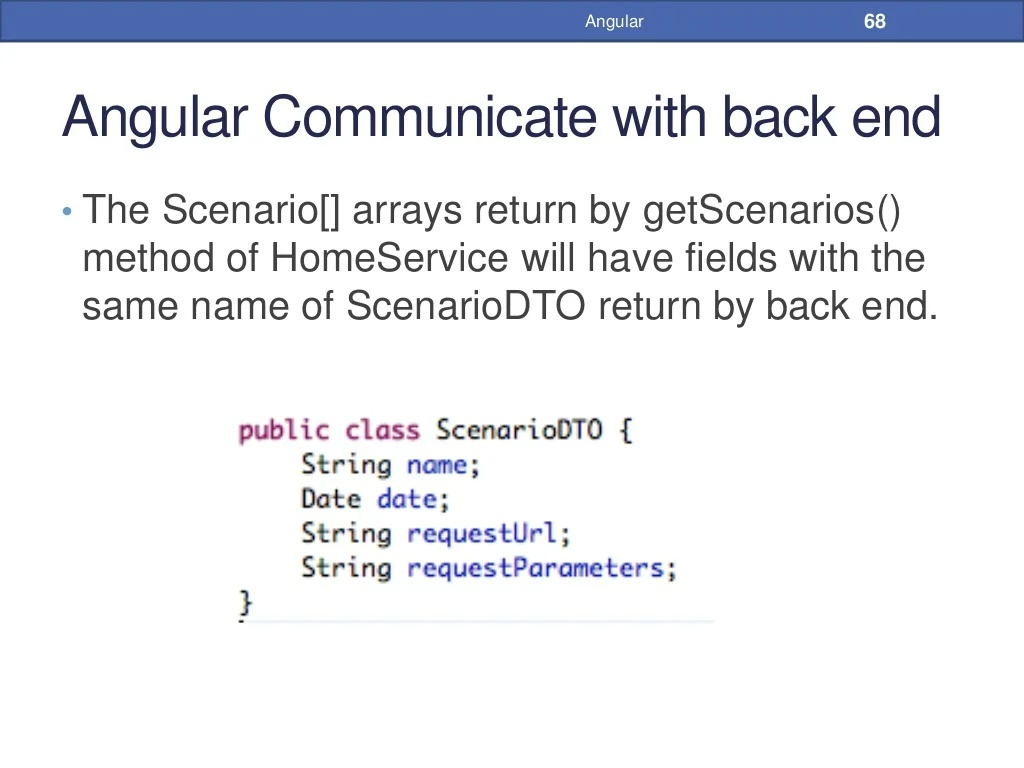 Angular 68
Angular Communicate with back end
• The Scenario[] arrays return by getScenarios()
method of HomeService will have fields with the
same name of ScenarioDTO return by back end.
public class ScenarioDTO {
    String name;
    Date date;
    String requestUrl;
    String requestParameters;
}